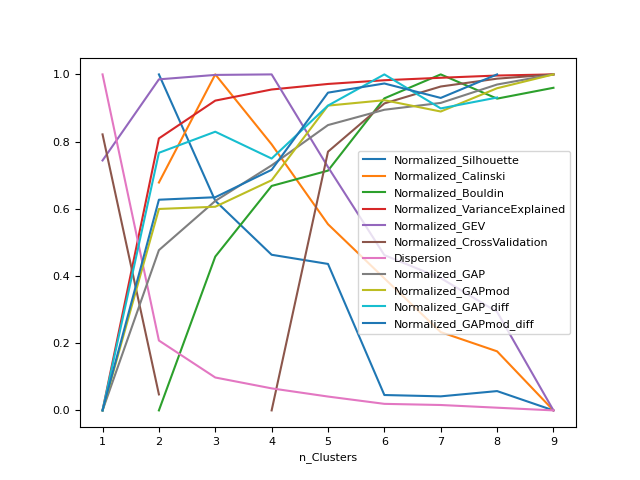 1.0
0.8
0.6
0.4
0.2
0.0
Normalized_Silhouette
Normalized_Calinski
Normalized_Bouldin
Normalized_VarianceExplained
Normalized_GEV
Normalized_CrossValidation
Dispersion
Normalized_GAP
Normalized_GAPmod
Normalized_GAP_diff
Normalized_GAPmod_diff
1 2 3 4 5 6 7 8 9
n_Clusters